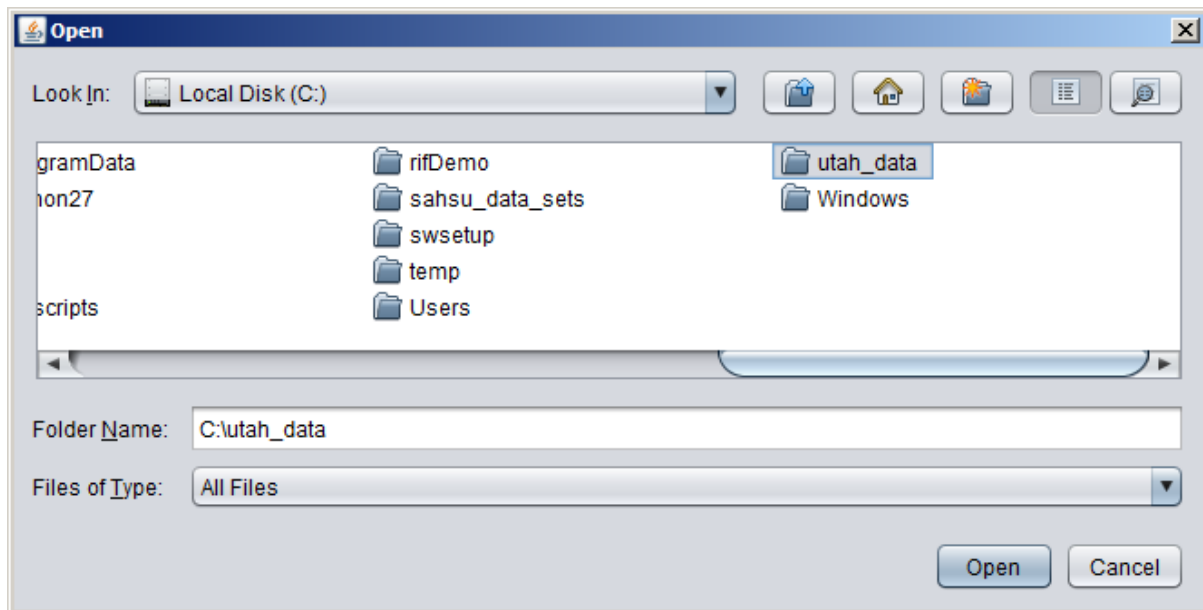 Open
Look In: Local Disk (C:)
gramData rifDemo utah_data
hon27 sahsu_data_sets Windows
swsetup
temp
scripts Users
Folder Name: C:\utah_data
Files of Type: All Files
Open Cancel